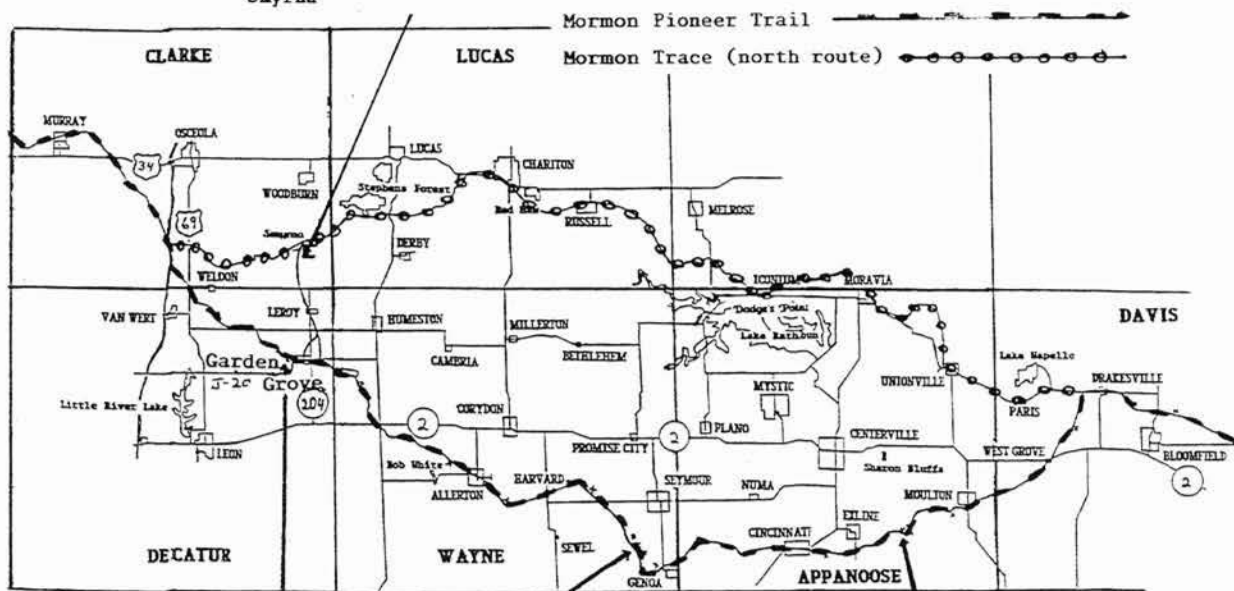 Mormon Pioneer Trail
Mormon Trace (north route)
CLARKE
LUCAS
MURRAY
OSCEOLA
34
WOODBURN
LUCAS
CHARITON
Stephens Forest
Red Haw
RUSSELL
MELROSE
69
DERBY
WELDON
ICONIUM
MORAVIA
VAN WERT
LEROY
HUMESTON
MILLERTON
Dodge's Point
Lake Rathbun
DAVIS
CAMBRIA
BETHLEHEM
Garden
Grove
J-20
204
Lake Wapello
UNIONVILLE
DRAKESVILLE
PARIS
MYSTIC
Little River Lake
CORYDON
2
PROMISE CITY
2
PLANO
CENTERVILLE
Sharon Bluffs
WEST GROVE
BLOOMFIELD
LEON
Bob White
ALLERTON
HARVARD
SEYMOUR
NUMA
MOULTON
2
CINCINNATI
EXLINE
DECATUR
WAYNE
SEWEL
GENOA
APPANOOSE